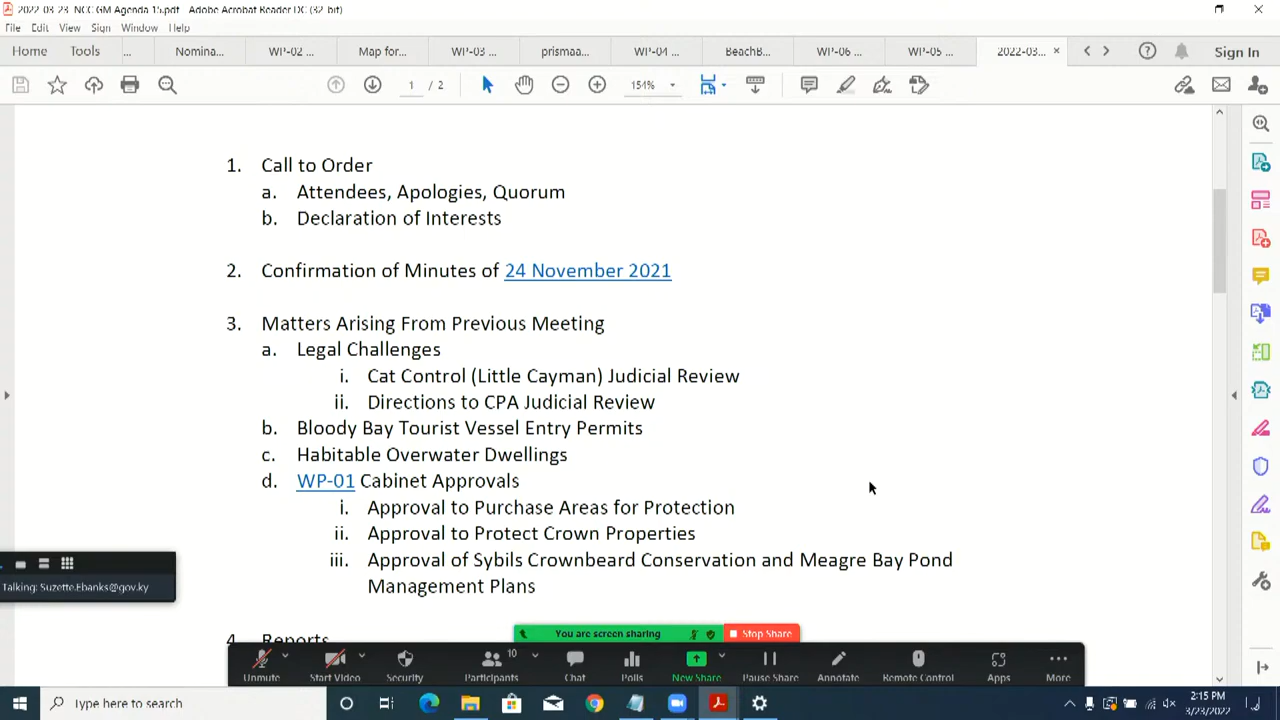 2022-03-23_NCC GM Agenda 15.pdf - Adobe Acrobat Reader DC (32-bit)
File Edit View Sign Window Help
Home Tools ... Nomina... WP-02 ... Map for... WP-03 ... prismaa... WP-04 ... BeachB... WP-06 ... WP-05 ... 2022-03... × Sign In
1 / 2 154%
1. Call to Order
a. Attendees, Apologies, Quorum
b. Declaration of Interests
2. Confirmation of Minutes of 24 November 2021
3. Matters Arising From Previous Meeting
a. Legal Challenges
i. Cat Control (Little Cayman) Judicial Review
ii. Directions to CPA Judicial Review
b. Bloody Bay Tourist Vessel Entry Permits
c. Habitable Overwater Dwellings
d. WP-01 Cabinet Approvals
i. Approval to Purchase Areas for Protection
ii. Approval to Protect Crown Properties
iii. Approval of Sybils Crownbeard Conservation and Meagre Bay Pond
Management Plans
Talking: Suzette.Ebanks@gov.ky
4. Reports
You are screen sharing Stop Share
10
Unmute Start Video Security Participants Chat Polls New Share Pause Share Annotate Remote Control Apps More
Type here to search
2:15 PM
3/23/2022